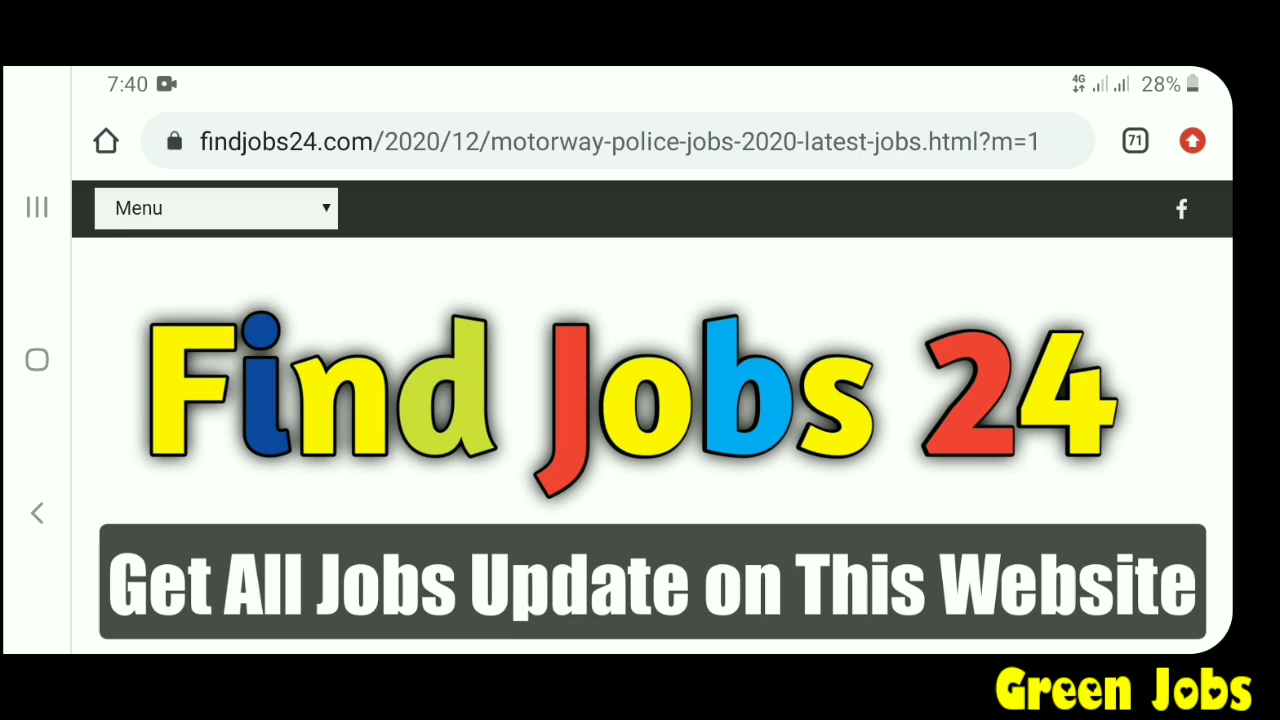 7:40
4G 28%
findjobs24.com/2020/12/motorway-police-jobs-2020-latest-jobs.html?m=1
71
Menu
f
Find Jobs 24
Get All Jobs Update on This Website
Green Jobs